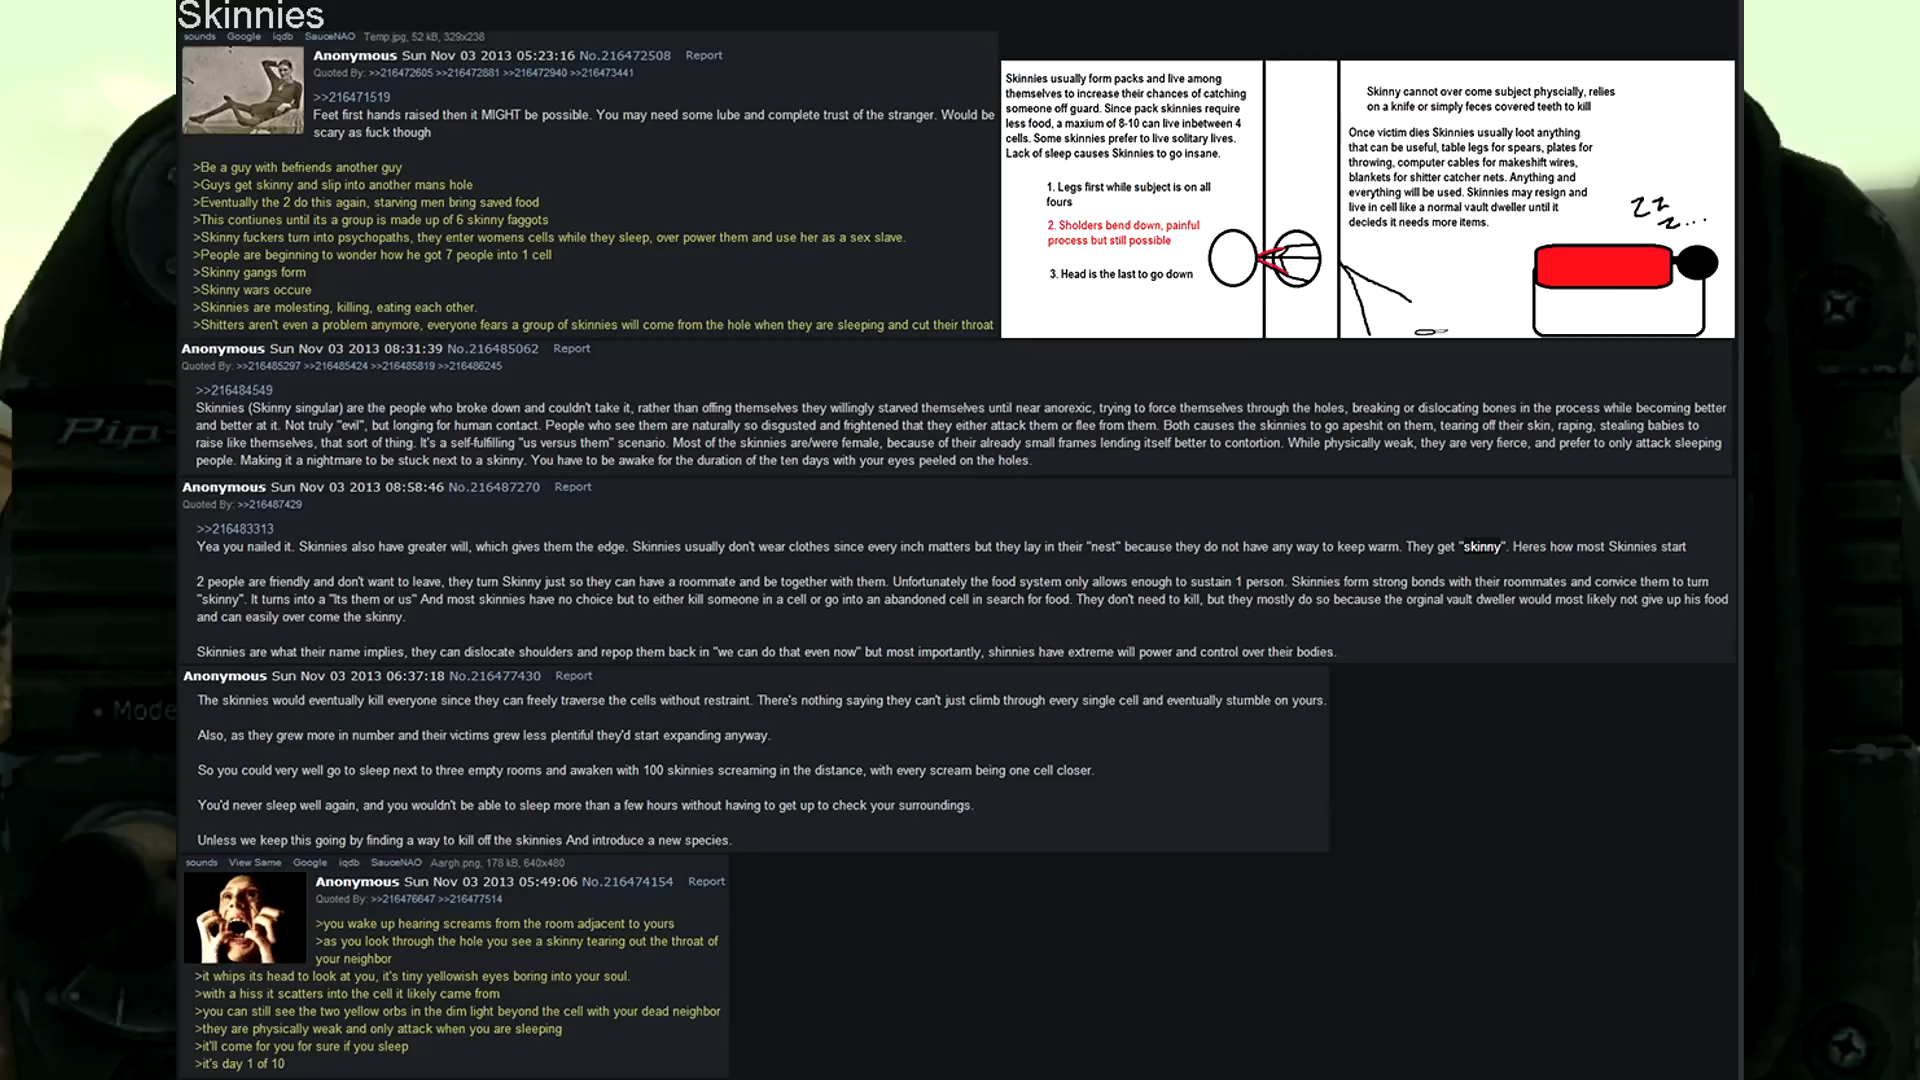 Skinnies
sounds Google iqdb SauceNAO Temp.jpg, 52 kB, 329x238
Anonymous Sun Nov 03 2013 05:23:16 No.216472508 Report
Quoted By: >>216472605 >>216472881 >>216472940 >>216473441
>>216471519
Feet first hands raised then it MIGHT be possible. You may need some lube and complete trust of the stranger. Would be
scary as fuck though
>Be a guy with befriends another guy
>Guys get skinny and slip into another mans hole
>Eventually the 2 do this again, starving men bring saved food
>This contiunes until its a group is made up of 6 skinny faggots
>Skinny fuckers turn into psychopaths, they enter womens cells while they sleep, over power them and use her as a sex slave.
>People are beginning to wonder how he got 7 people into 1 cell
>Skinny gangs form
>Skinny wars occure
>Skinnies are molesting, killing, eating each other.
>Shitters aren't even a problem anymore, everyone fears a group of skinnies will come from the hole when they are sleeping and cut their throat
Skinnies usually form packs and live among
themselves to increase their chances of catching
someone off guard. Since pack skinnies require
less food, a maxium of 8-10 can live inbetween 4
cells. Some skinnies prefer to live solitary lives.
Lack of sleep causes Skinnies to go insane.
1. Legs first while subject is on all
fours
2. Sholders bend down, painful
process but still possible
3. Head is the last to go down
Skinny cannot over come subject physcially, relies
on a knife or simply feces covered teeth to kill
Once victim dies Skinnies usually loot anything
that can be useful, table legs for spears, plates for
throwing, computer cables for makeshift wires,
blankets for shitter catcher nets. Anything and
everything will be used. Skinnies may resign and
live in cell like a normal vault dweller until it
decieds it needs more items.
zz
z...
Anonymous Sun Nov 03 2013 08:31:39 No.216485062 Report
Quoted By: >>216485297 >>216485424 >>216485819 >>216486245
>>216484549
Skinnies (Skinny singular) are the people who broke down and couldn't take it, rather than offing themselves they willingly starved themselves until near anorexic, trying to force themselves through the holes, breaking or dislocating bones in the process while becoming better
and better at it. Not truly "evil", but longing for human contact. People who see them are naturally so disgusted and frightened that they either attack them or flee from them. Both causes the skinnies to go apeshit on them, tearing off their skin, raping, stealing babies to
raise like themselves, that sort of thing. It's a self-fulfilling "us versus them" scenario. Most of the skinnies are/were female, because of their already small frames lending itself better to contortion. While physically weak, they are very fierce, and prefer to only attack sleeping
people. Making it a nightmare to be stuck next to a skinny. You have to be awake for the duration of the ten days with your eyes peeled on the holes.
Anonymous Sun Nov 03 2013 08:58:46 No.216487270 Report
Quoted By: >>216487429
>>216483313
Yea you nailed it. Skinnies also have greater will, which gives them the edge. Skinnies usually don't wear clothes since every inch matters but they lay in their "nest" because they do not have any way to keep warm. They get "skinny". Heres how most Skinnies start
2 people are friendly and don't want to leave, they turn Skinny just so they can have a roommate and be together with them. Unfortunately the food system only allows enough to sustain 1 person. Skinnies form strong bonds with their roommates and convice them to turn
"skinny". It turns into a "Its them or us" And most skinnies have no choice but to either kill someone in a cell or go into an abandoned cell in search for food. They don't need to kill, but they mostly do so because the orginal vault dweller would most likely not give up his food
and can easily over come the skinny.
Skinnies are what their name implies, they can dislocate shoulders and repop them back in "we can do that even now" but most importantly, shinnies have extreme will power and control over their bodies.
Anonymous Sun Nov 03 2013 06:37:18 No.216477430 Report
The skinnies would eventually kill everyone since they can freely traverse the cells without restraint. There's nothing saying they can't just climb through every single cell and eventually stumble on yours.
Also, as they grew more in number and their victims grew less plentiful they'd start expanding anyway.
So you could very well go to sleep next to three empty rooms and awaken with 100 skinnies screaming in the distance, with every scream being one cell closer.
You'd never sleep well again, and you wouldn't be able to sleep more than a few hours without having to get up to check your surroundings.
Unless we keep this going by finding a way to kill off the skinnies And introduce a new species.
sounds View Same Google iqdb SauceNAO Aargh.png, 178 kB, 640x480
Anonymous Sun Nov 03 2013 05:49:06 No.216474154 Report
Quoted By: >>216476647 >>216477514
>you wake up hearing screams from the room adjacent to yours
>as you look through the hole you see a skinny tearing out the throat of
your neighbor
>it whips its head to look at you, it's tiny yellowish eyes boring into your soul.
>with a hiss it scatters into the cell it likely came from
>you can still see the two yellow orbs in the dim light beyond the cell with your dead neighbor
>they are physically weak and only attack when you are sleeping
>it'll come for you for sure if you sleep
>it's day 1 of 10
Pip-
• Mode